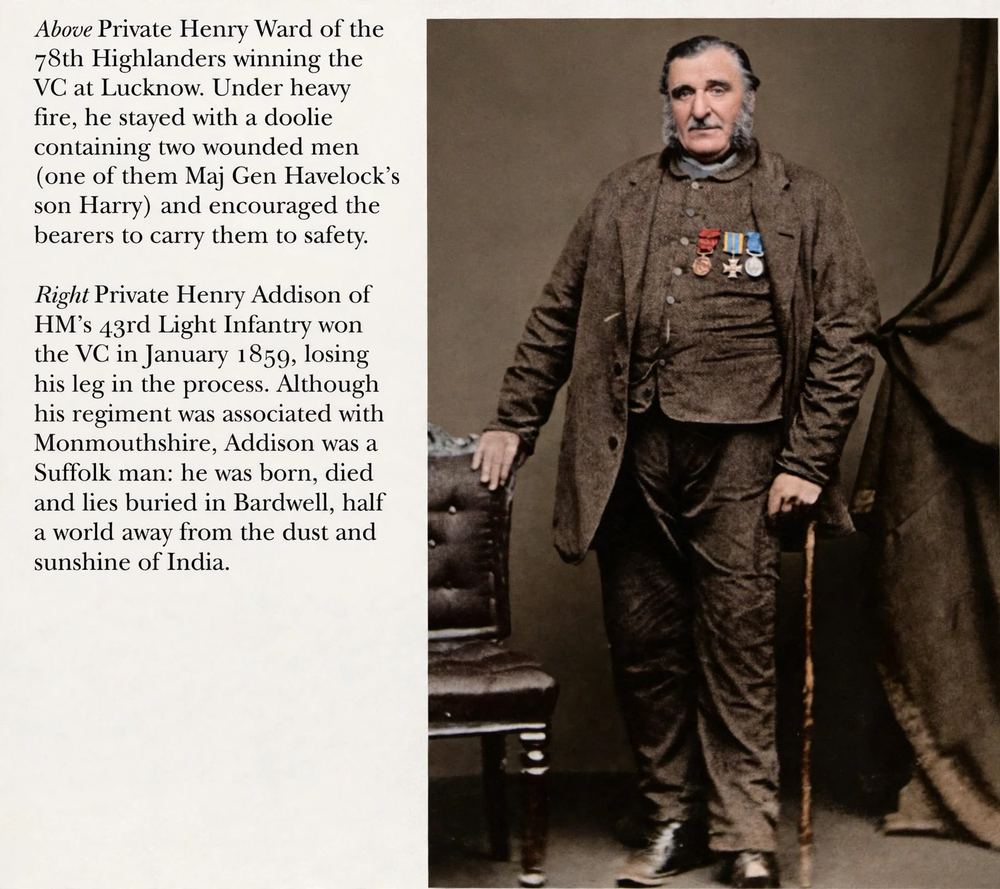 Above Private Henry Ward of the
78th Highlanders winning the
VC at Lucknow. Under heavy
fire, he stayed with a doolie
containing two wounded men
(one of them Maj Gen Havelock's
son Harry) and encouraged the
bearers to carry them to safety.
Right Private Henry Addison of
HM's 43rd Light Infantry won
the VC in January 1859, losing
his leg in the process. Although
his regiment was associated with
Monmouthshire, Addison was a
Suffolk man: he was born, died
and lies buried in Bardwell, half
a world away from the dust and
sunshine of India.